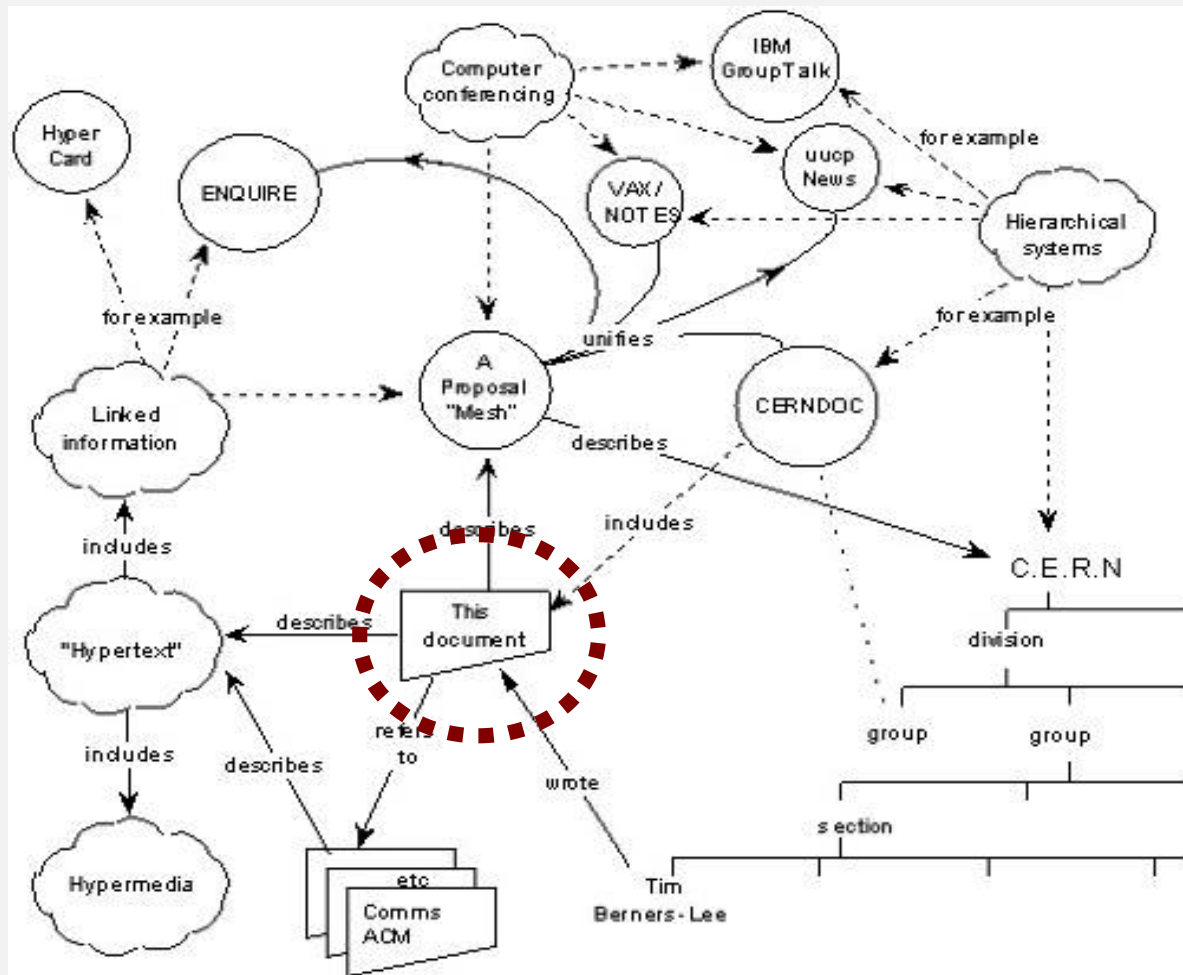 IBM
GroupTalk
Computer
conferencing
Hyper
Card
for example
uucp
News
ENQUIRE
VAX/
NOTES
Hierarchical
systems
for example
for example
unifies
A
Proposal
"Mesh"
CERNDOC
Linked
information
describes
describes
includes
includes
C.E.R.N
This
document
describes
division
"Hypertext"
refers
to
group
group
includes
describes
wrote
section
Hypermedia
etc
Comms
ACM
Tim
Berners-Lee